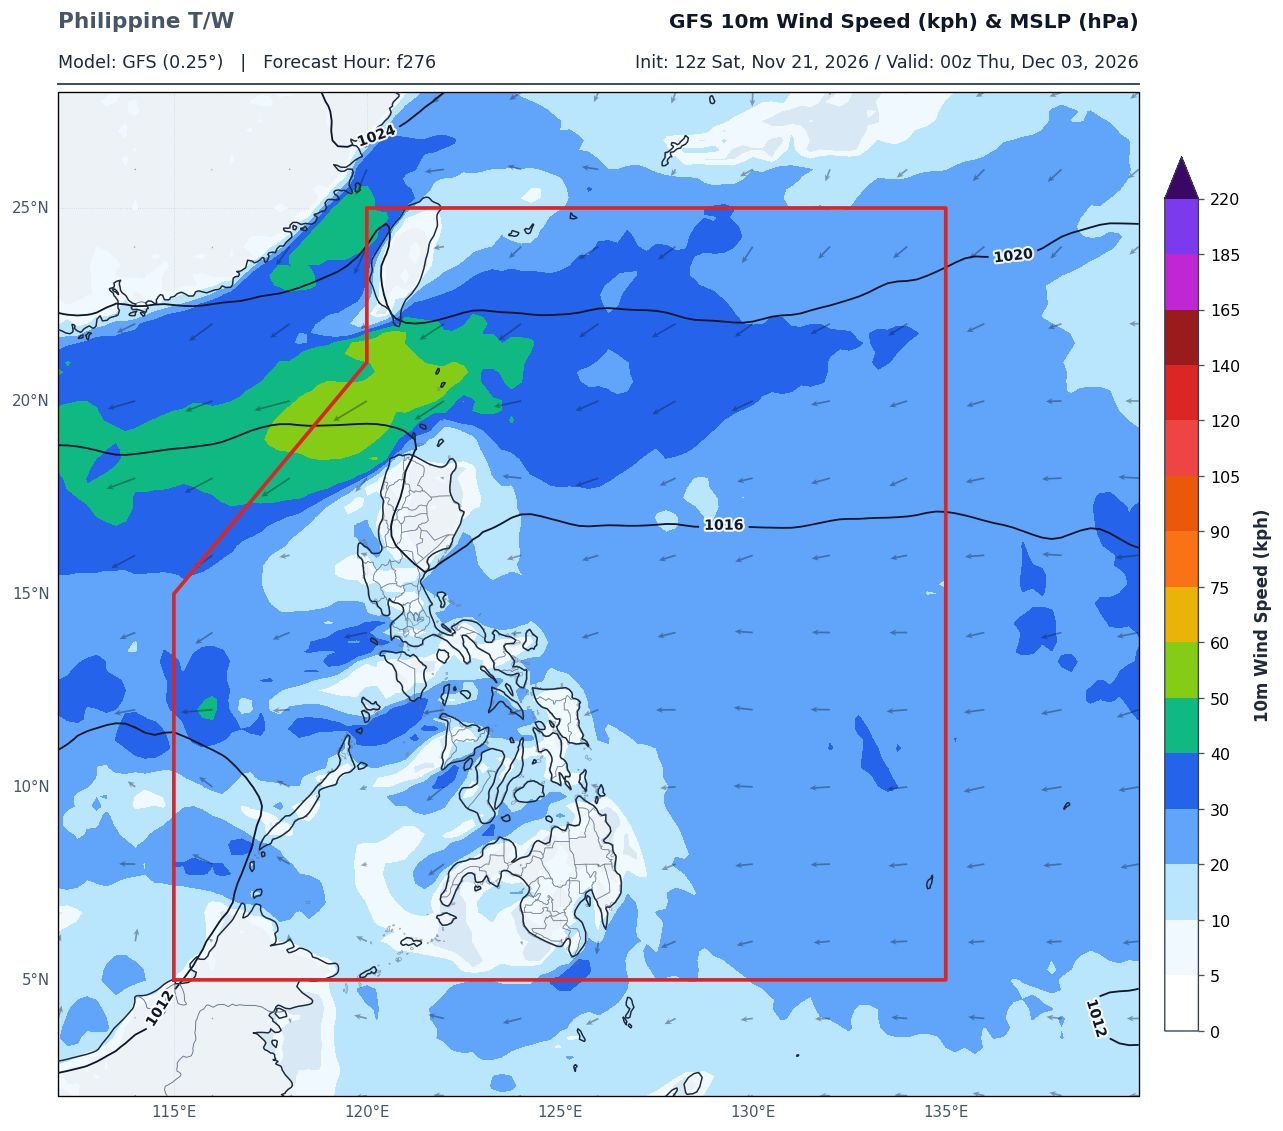 Philippine T/W
GFS 10m Wind Speed (kph) & MSLP (hPa)
Model: GFS (0.25°) | Forecast Hour: f276
Init: 12z Sat, Nov 21, 2026 / Valid: 00z Thu, Dec 03, 2026
1024
25°N
1020
20°N
1016
15°N
10°N
5°N
1012
1012
115°E
120°E
125°E
130°E
135°E
220
185
165
140
120
105
90
75
60
50
40
30
20
10
5
0
10m Wind Speed (kph)